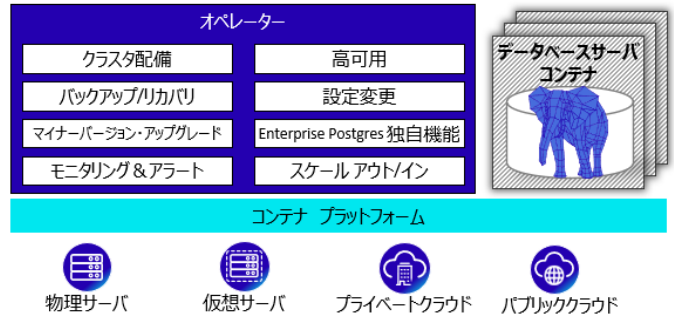 オペレーター
クラスタ配備
高可用
バックアップ/リカバリ
設定変更
マイナーバージョン・アップグレード
Enterprise Postgres 独自機能
モニタリング＆アラート
スケール アウト/イン
データベースサーバ
コンテナ
コンテナ プラットフォーム
物理サーバ
仮想サーバ
プライベートクラウド
パブリッククラウド